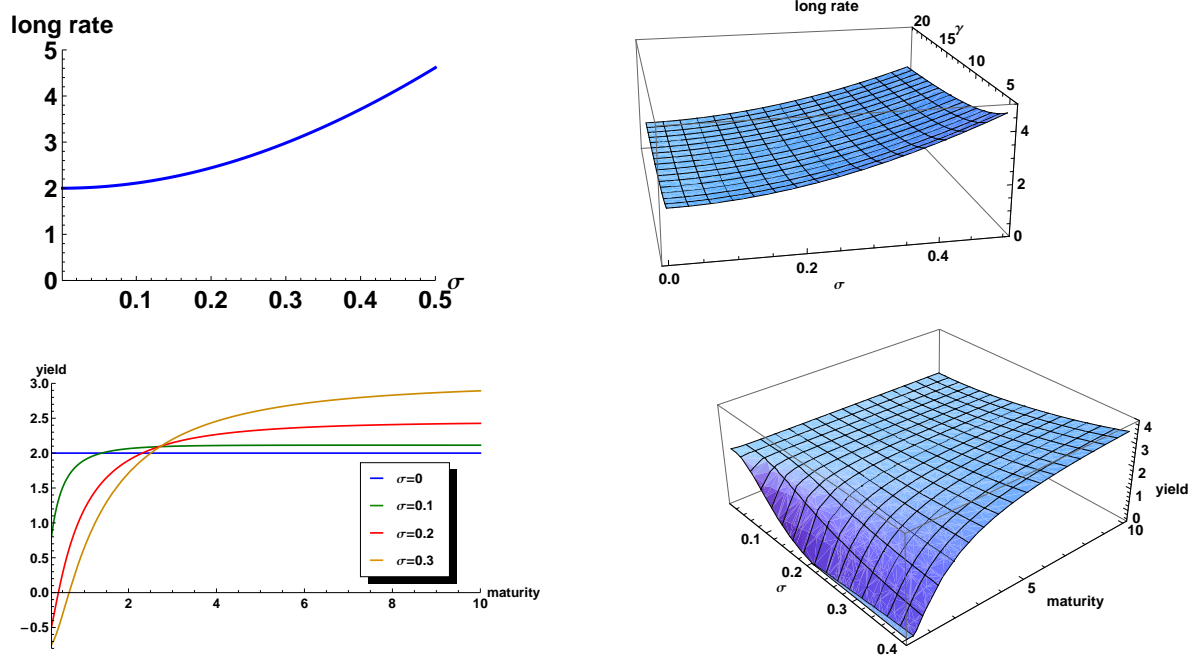 long rate
5
4
3
2
1
0
0.1 0.2 0.3 0.4 0.5 σ
long rate
20
15 γ
10
5
4
2
0
0.0 0.2 0.4
σ
yield
3.0
2.5
2.0
1.5
1.0
0.5
0.0
−0.5
2 4 6 8 10 maturity
σ=0
σ=0.1
σ=0.2
σ=0.3
4
3
2
1
0
yield
10
5
maturity
0.1
0.2
σ
0.3
0.4